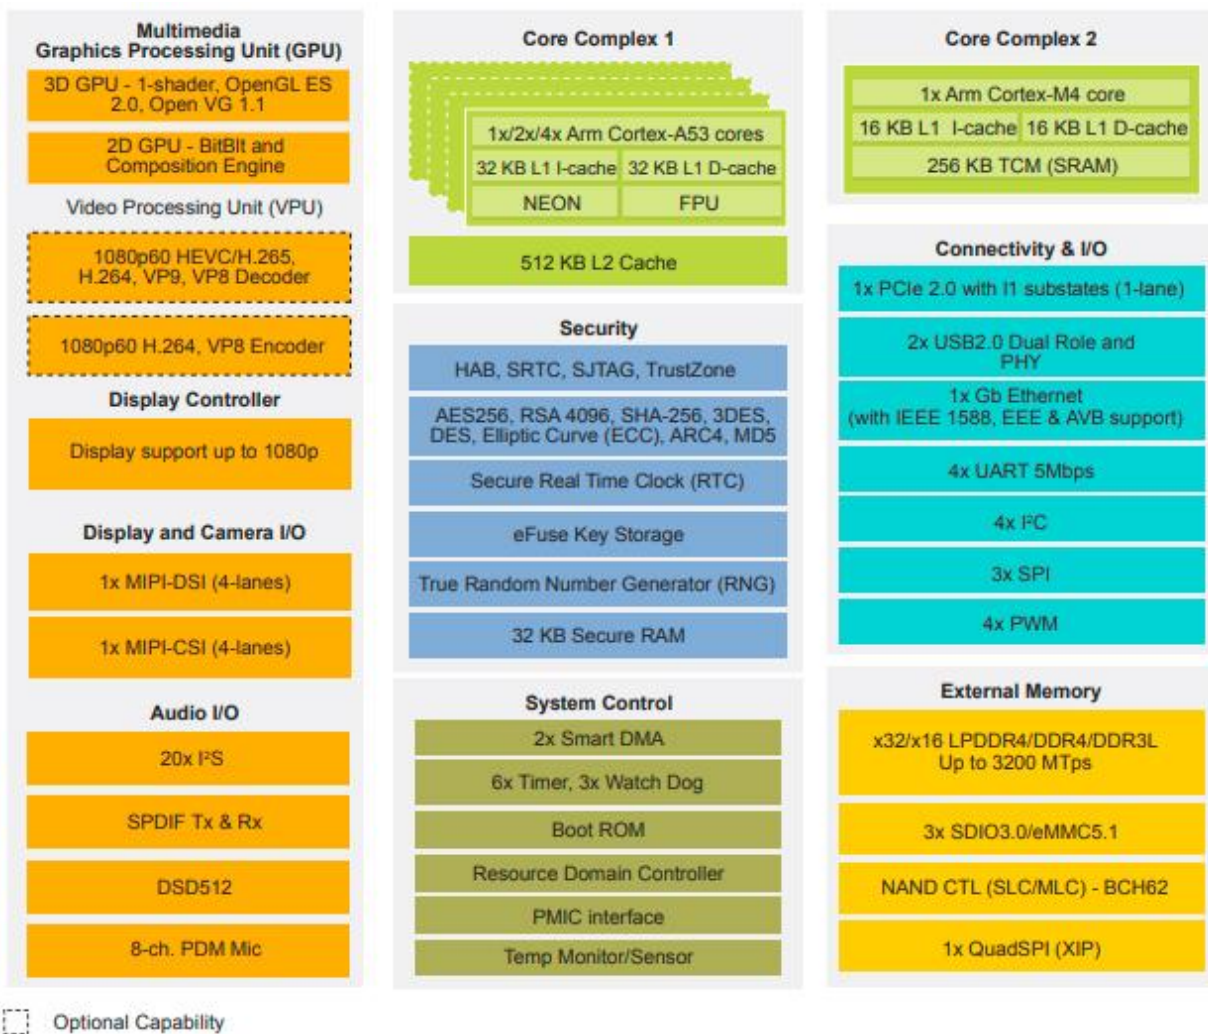 Multimedia
Graphics Processing Unit (GPU)
3D GPU - 1-shader, OpenGL ES
2.0, Open VG 1.1
2D GPU - BitBlt and
Composition Engine
Video Processing Unit (VPU)
1080p60 HEVC/H.265,
H.264, VP9, VP8 Decoder
1080p60 H.264, VP8 Encoder
Display Controller
Display support up to 1080p
Display and Camera I/O
1x MIPI-DSI (4-lanes)
1x MIPI-CSI (4-lanes)
Audio I/O
20x I²S
SPDIF Tx & Rx
DSD512
8-ch. PDM Mic
Core Complex 1
1x/2x/4x Arm Cortex-A53 cores
32 KB L1 I-cache
32 KB L1 D-cache
NEON
FPU
512 KB L2 Cache
Security
HAB, SRTC, SJTAG, TrustZone
AES256, RSA 4096, SHA-256, 3DES,
DES, Elliptic Curve (ECC), ARC4, MD5
Secure Real Time Clock (RTC)
eFuse Key Storage
True Random Number Generator (RNG)
32 KB Secure RAM
System Control
2x Smart DMA
6x Timer, 3x Watch Dog
Boot ROM
Resource Domain Controller
PMIC interface
Temp Monitor/Sensor
Core Complex 2
1x Arm Cortex-M4 core
16 KB L1 I-cache
16 KB L1 D-cache
256 KB TCM (SRAM)
Connectivity & I/O
1x PCIe 2.0 with l1 substates (1-lane)
2x USB2.0 Dual Role and
PHY
1x Gb Ethernet
(with IEEE 1588, EEE & AVB support)
4x UART 5Mbps
4x I²C
3x SPI
4x PWM
External Memory
x32/x16 LPDDR4/DDR4/DDR3L
Up to 3200 MTps
3x SDIO3.0/eMMC5.1
NAND CTL (SLC/MLC) - BCH62
1x QuadSPI (XIP)
Optional Capability